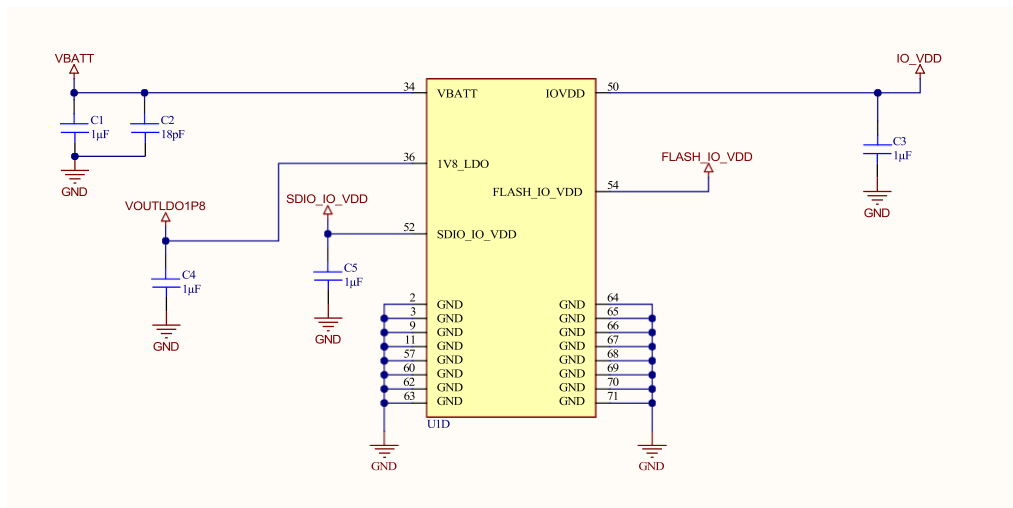 VBATT
IO_VDD
34
VBATT
IOVDD
50
C1
1µF
C2
18pF
C3
1µF
36
1V8_LDO
FLASH_IO_VDD
GND
FLASH_IO_VDD
54
VOUTLDO1P8
SDIO_IO_VDD
GND
52
SDIO_IO_VDD
C4
1µF
C5
1µF
2
GND
GND
64
3
GND
GND
65
9
GND
GND
66
11
GND
GND
67
57
GND
GND
68
60
GND
GND
69
62
GND
GND
70
63
GND
GND
71
GND
GND
U1D
GND
GND